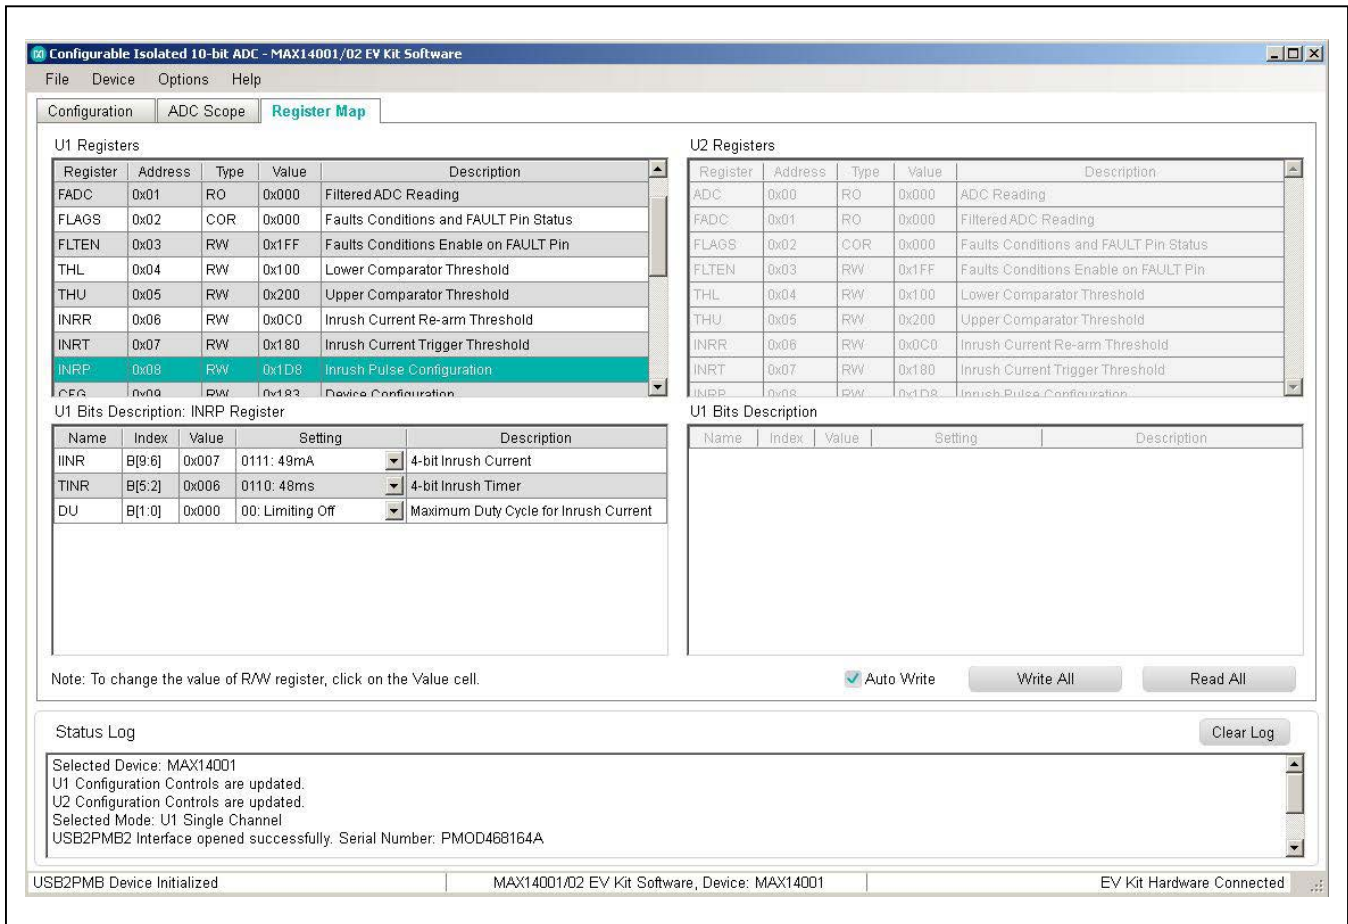 Configurable Isolated 10-bit ADC - MAX14001/02 EV Kit Software
File Device Options Help
Configuration ADC Scope Register Map
U1 Registers
Register Address Type Value Description
FADC 0x01 RO 0x000 Filtered ADC Reading
FLAGS 0x02 COR 0x000 Faults Conditions and FAULT Pin Status
FLTEN 0x03 RW 0x1FF Faults Conditions Enable on FAULT Pin
THL 0x04 RW 0x100 Lower Comparator Threshold
THU 0x05 RW 0x200 Upper Comparator Threshold
INRR 0x06 RW 0x0C0 Inrush Current Re-arm Threshold
INRT 0x07 RW 0x180 Inrush Current Trigger Threshold
INRP 0x08 RW 0x1D8 Inrush Pulse Configuration
CFG 0x09 RW 0x183 Device Configuration
U1 Bits Description: INRP Register
Name Index Value Setting Description
IINR B[9:6] 0x007 0111: 49mA 4-bit Inrush Current
TINR B[5:2] 0x006 0110: 48ms 4-bit Inrush Timer
DU B[1:0] 0x000 00: Limiting Off Maximum Duty Cycle for Inrush Current
U2 Registers
Register Address Type Value Description
ADC 0x00 RO 0x000 ADC Reading
FADC 0x01 RO 0x000 Filtered ADC Reading
FLAGS 0x02 COR 0x000 Faults Conditions and FAULT Pin Status
FLTEN 0x03 RW 0x1FF Faults Conditions Enable on FAULT Pin
THL 0x04 RW 0x100 Lower Comparator Threshold
THU 0x05 RW 0x200 Upper Comparator Threshold
INRR 0x06 RW 0x0C0 Inrush Current Re-arm Threshold
INRT 0x07 RW 0x180 Inrush Current Trigger Threshold
INRP 0x08 RW 0x1D8 Inrush Pulse Configuration
U1 Bits Description
Name Index Value Setting Description
Note: To change the value of R/W register, click on the Value cell.
Auto Write Write All Read All
Status Log Clear Log
Selected Device: MAX14001
U1 Configuration Controls are updated.
U2 Configuration Controls are updated.
Selected Mode: U1 Single Channel
USB2PMB2 Interface opened successfully. Serial Number: PMOD468164A
USB2PMB Device Initialized MAX14001/02 EV Kit Software, Device: MAX14001 EV Kit Hardware Connected